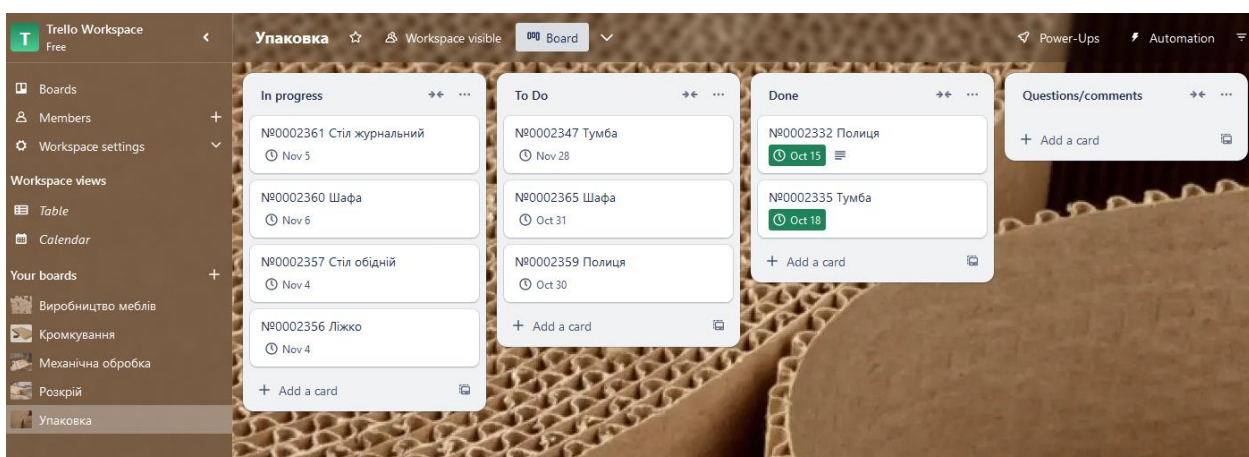 Trello Workspace
Free
Boards
Members
Workspace settings
Workspace views
Table
Calendar
Your boards
Виробництво меблів
Кромкування
Механічна обробка
Розкрій
Упаковка
Упаковка
Workspace visible
Board
Power-Ups
Automation
In progress
№0002361 Стіл журнальний
Nov 5
№0002360 Шафа
Nov 6
№0002357 Стіл обідній
Nov 4
№0002356 Ліжко
Nov 4
Add a card
To Do
№0002347 Тумба
Nov 28
№0002365 Шафа
Oct 31
№0002359 Полиця
Oct 30
Add a card
Done
№0002332 Полиця
Oct 15
№0002335 Тумба
Oct 18
Add a card
Questions/comments
Add a card